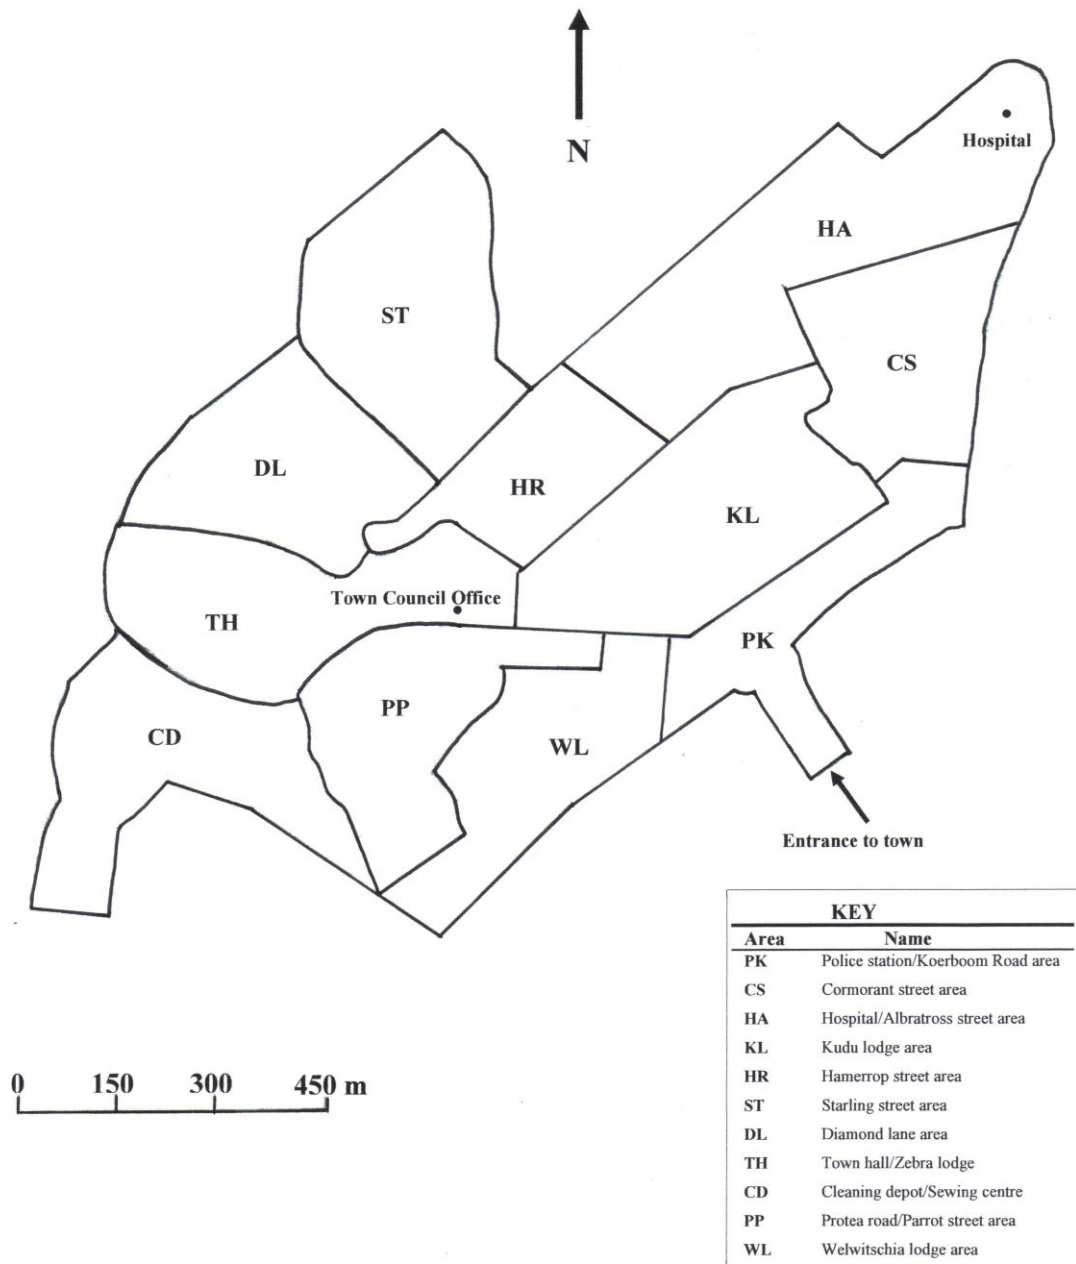 N
Hospital
HA
ST
CS
DL
HR
KL
Town Council Office
TH
PK
PP
CD
WL
Entrance to town
KEY
Area Name
PK Police station/Koerboom Road area
CS Cormorant street area
HA Hospital/Albratross street area
KL Kudu lodge area
HR Hamerrop street area
ST Starling street area
DL Diamond lane area
TH Town hall/Zebra lodge
CD Cleaning depot/Sewing centre
PP Protea road/Parrot street area
WL Welwitschia lodge area
0 150 300 450 m